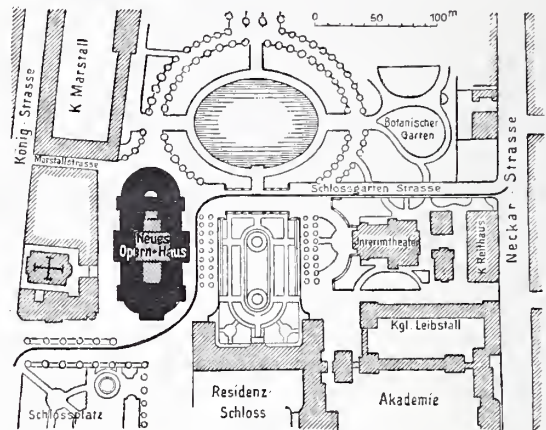 0 50 100 m
König-Strasse
K Marstall
Marstallstrasse
Botanischer
Garten
Schlossgarten Strasse
Neckar-Strasse
Neues
Opern-Haus
Interimtheater
K Reithaus
Kgl. Leibstall
Residenz-
Schloss
Akademie
Schlossplatz